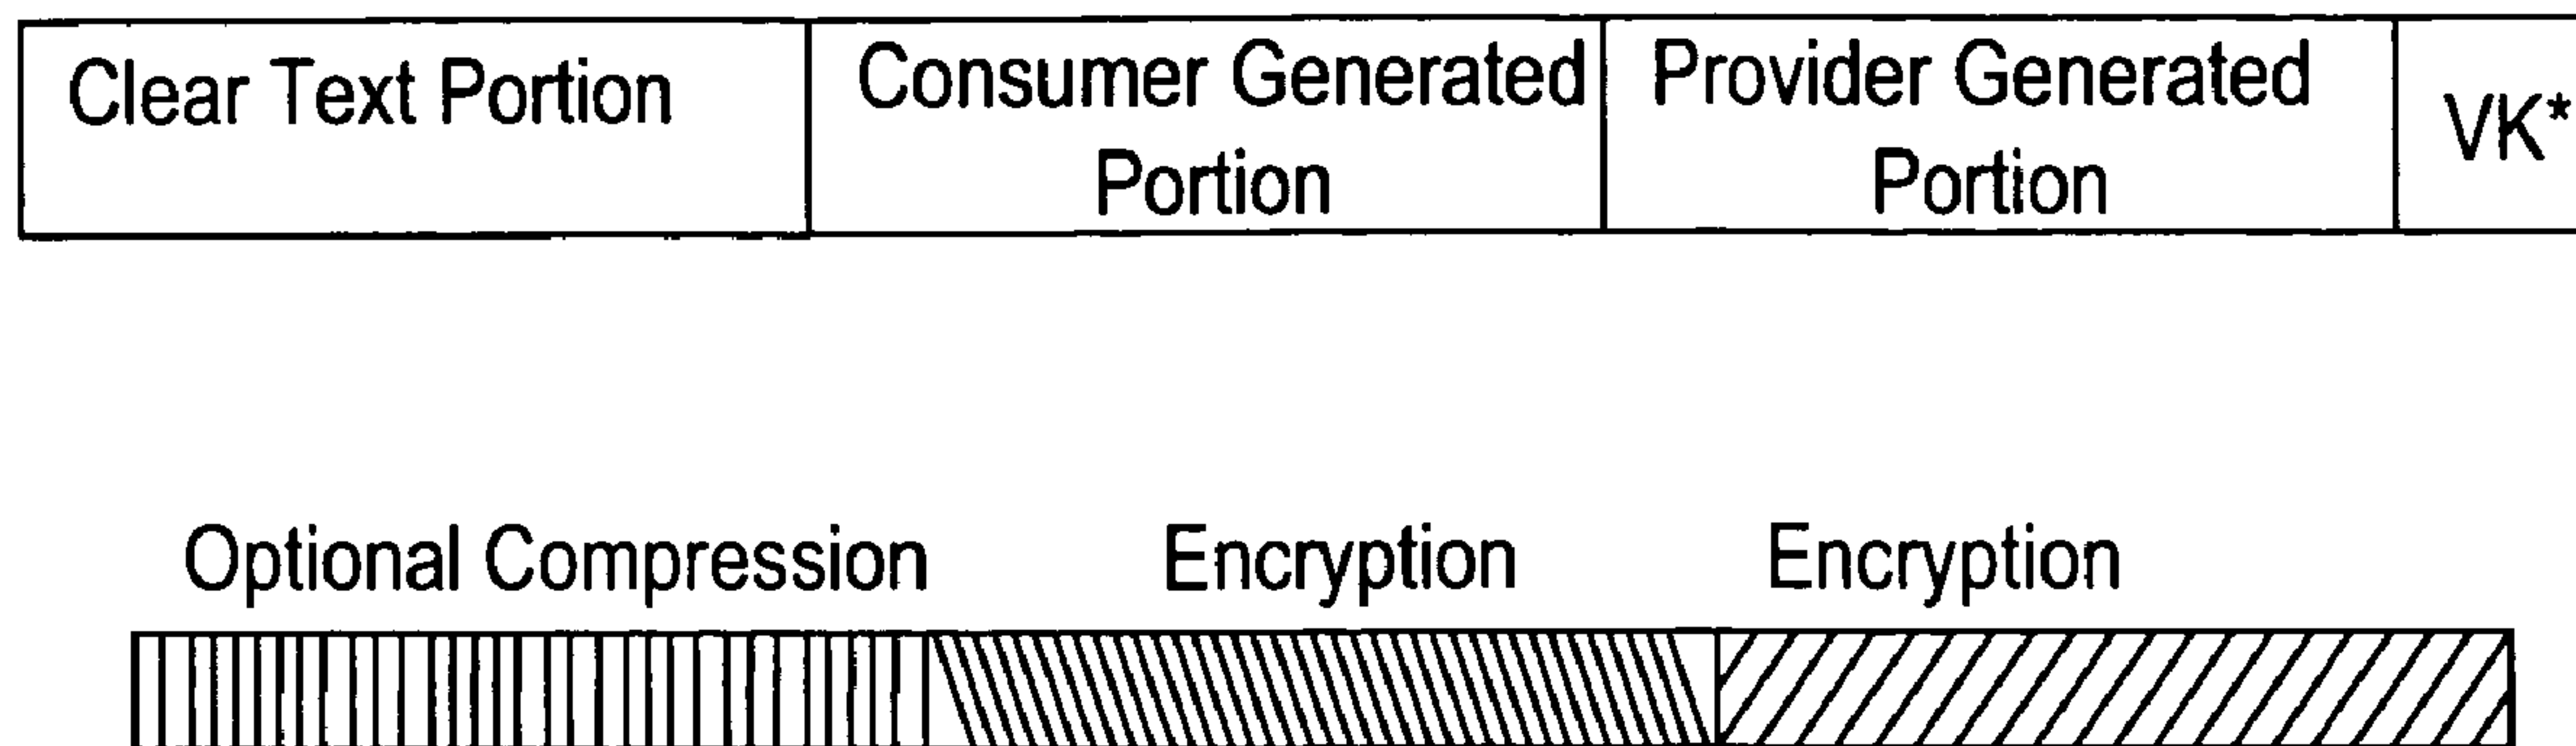 Clear Text Portion
Consumer Generated
Portion
Provider Generated
Portion
VK*
Optional Compression
Encryption
Encryption